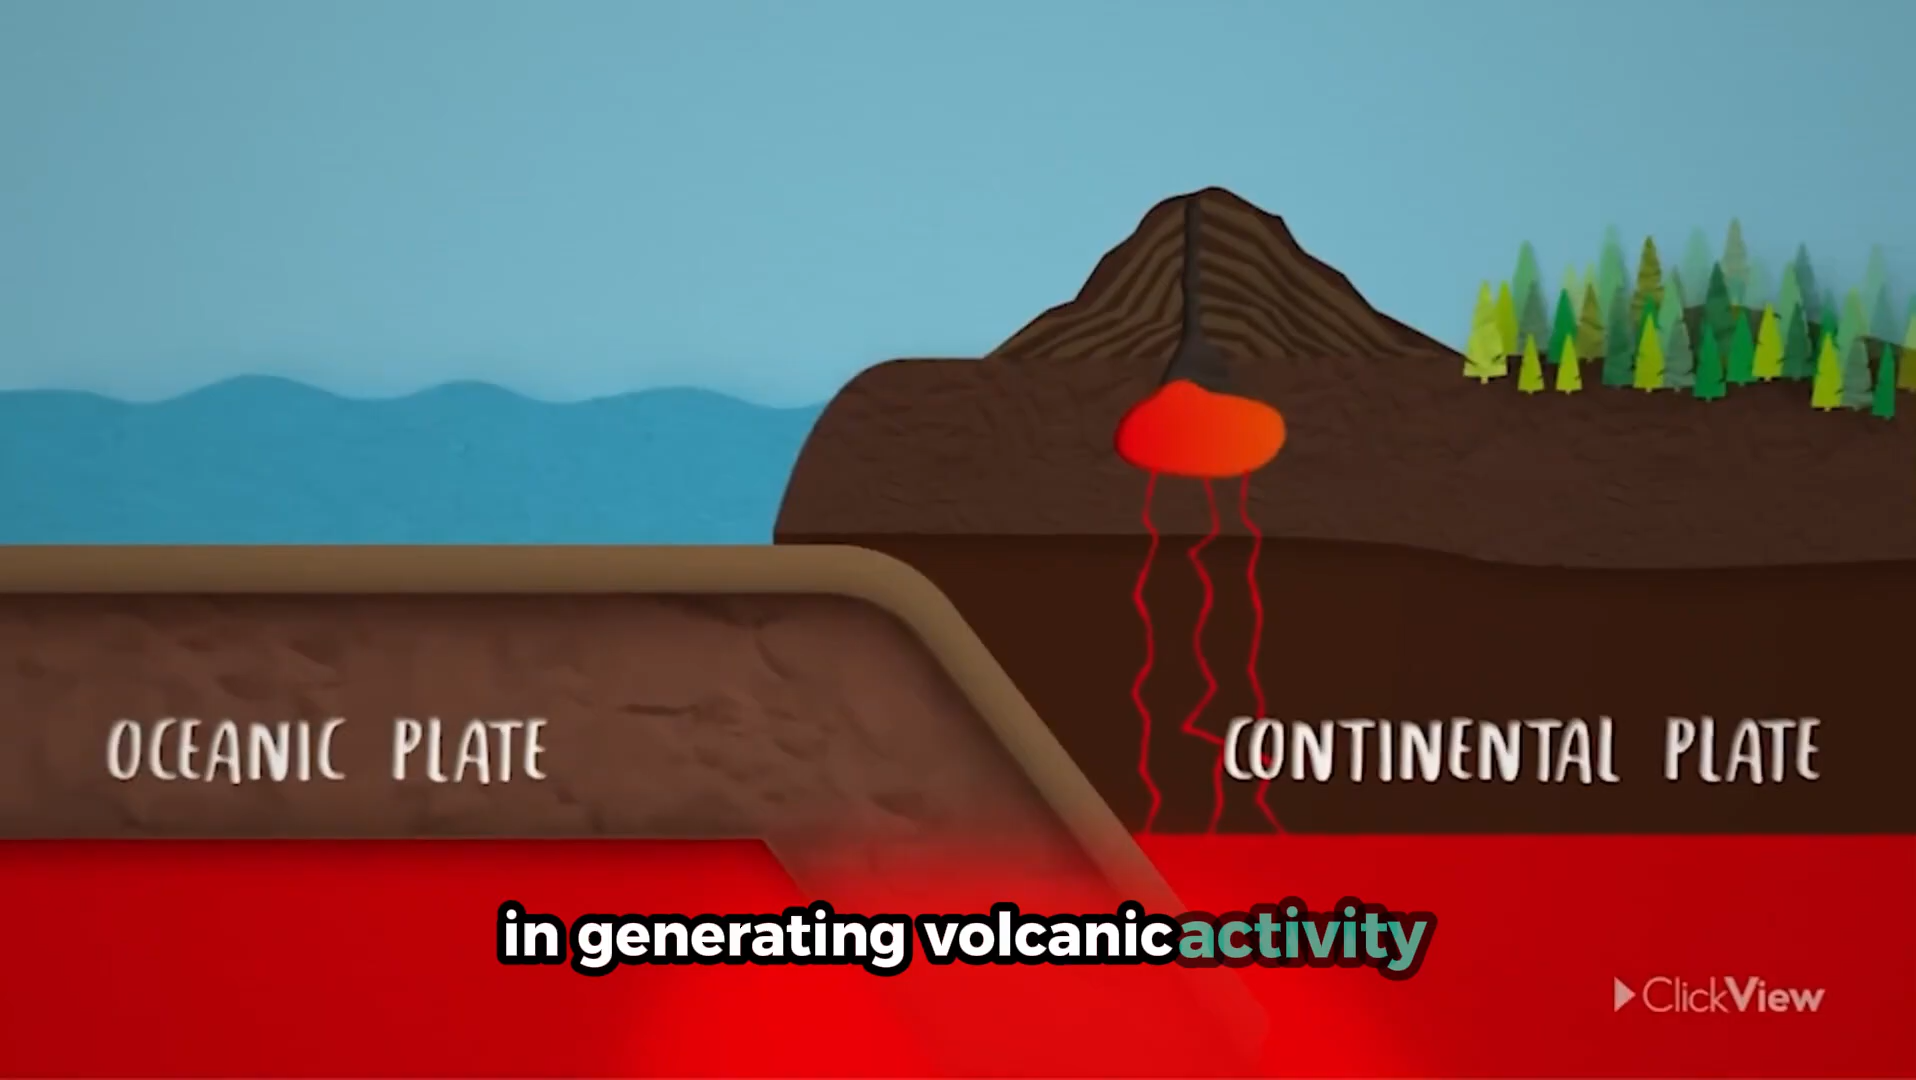 OCEANIC PLATE
CONTINENTAL PLATE
in generating volcanic activity
ClickView